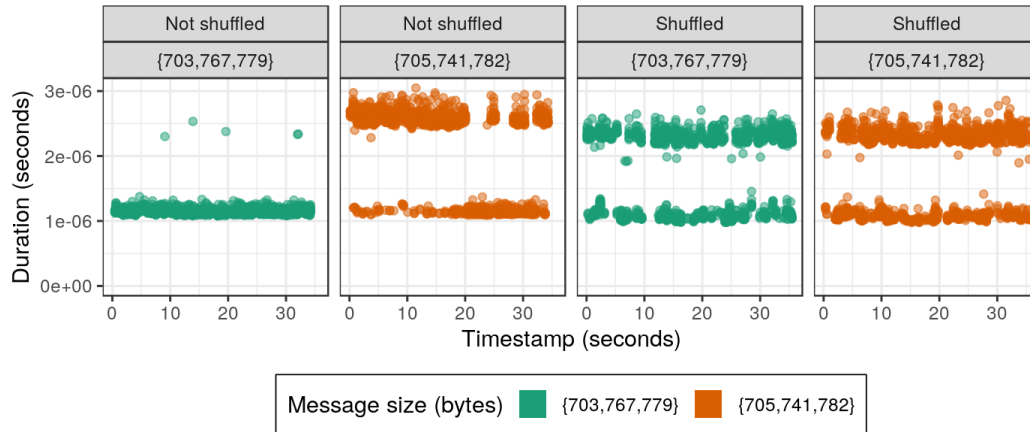 Not shuffled Not shuffled Shuffled Shuffled
{703,767,779} {705,741,782} {703,767,779} {705,741,782}
3e-06
2e-06
1e-06
0e+00
Duration (seconds)
0 10 20 30 0 10 20 30 0 10 20 30 0 10 20 30
Timestamp (seconds)
Message size (bytes) {703,767,779} {705,741,782}